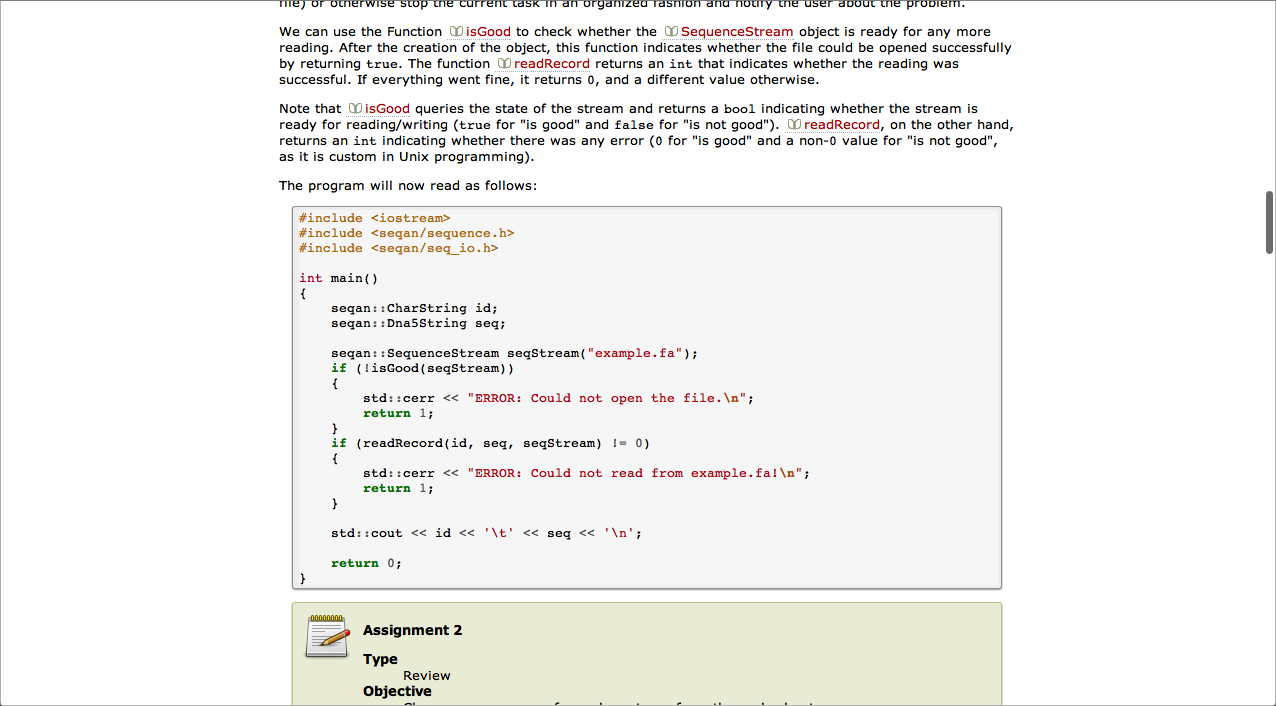 file) or otherwise stop the current task in an organized fashion and notify the user about the problem.
We can use the Function isGood to check whether the SequenceStream object is ready for any more
reading. After the creation of the object, this function indicates whether the file could be opened successfully
by returning true. The function readRecord returns an int that indicates whether the reading was
successful. If everything went fine, it returns 0, and a different value otherwise.
Note that isGood queries the state of the stream and returns a bool indicating whether the stream is
ready for reading/writing (true for "is good" and false for "is not good"). readRecord, on the other hand,
returns an int indicating whether there was any error (0 for "is good" and a non-0 value for "is not good",
as it is custom in Unix programming).
The program will now read as follows:
#include <iostream>
#include <seqan/sequence.h>
#include <seqan/seq_io.h>
int main()
{
    seqan::CharString id;
    seqan::Dna5String seq;
    seqan::SequenceStream seqStream("example.fa");
    if (!isGood(seqStream))
    {
        std::cerr << "ERROR: Could not open the file.\n";
        return 1;
    }
    if (readRecord(id, seq, seqStream) != 0)
    {
        std::cerr << "ERROR: Could not read from example.fa!\n";
        return 1;
    }
    std::cout << id << '\t' << seq << '\n';
    return 0;
}
Assignment 2
Type
Review
Objective